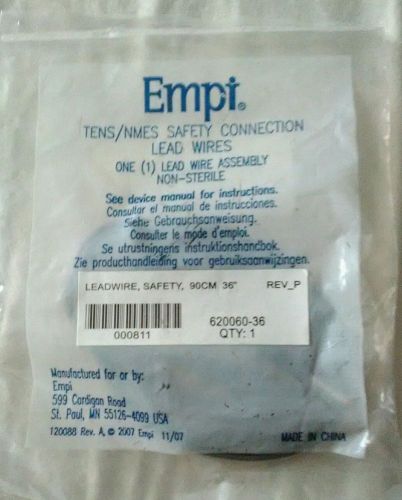 Empi®
TENS/NMES SAFETY CONNECTION
LEAD WIRES
ONE (1) LEAD WIRE ASSEMBLY
NON-STERILE
See device manual for instructions.
Consultar el manual de instrucciones.
Siehe Gebrauchsanweisung.
Consulter le mode d'emploi.
Se utrustningens instruktionshandbok.
Zie producthandleiding voor gebruiksaanwijzingen.
LEADWIRE, SAFETY, 90CM 36" REV_P
000811
620060-36
QTY: 1
Manufactured for or by:
Empi
599 Cardigan Road
St. Paul, MN 55126-4099 USA
120088 Rev. A, © 2007 Empi 11/07
MADE IN CHINA